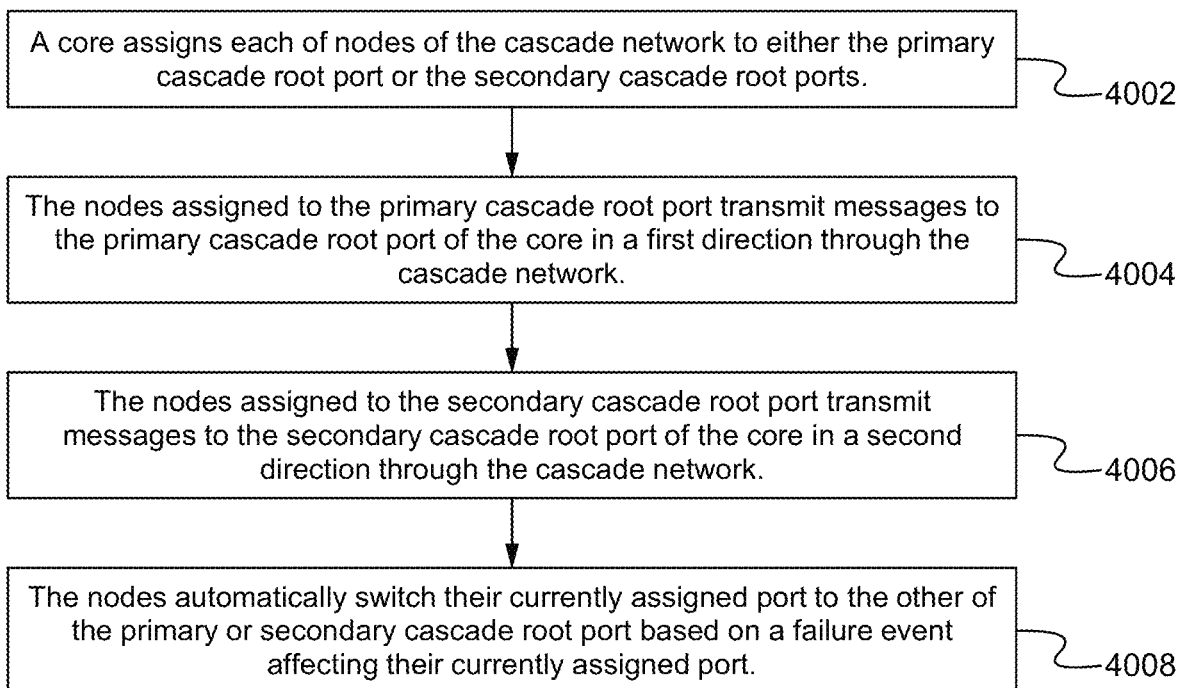 A core assigns each of nodes of the cascade network to either the primary
cascade root port or the secondary cascade root ports.
4002
The nodes assigned to the primary cascade root port transmit messages to
the primary cascade root port of the core in a first direction through the
cascade network.
4004
The nodes assigned to the secondary cascade root port transmit
messages to the secondary cascade root port of the core in a second
direction through the cascade network.
4006
The nodes automatically switch their currently assigned port to the other of
the primary or secondary cascade root port based on a failure event
affecting their currently assigned port.
4008